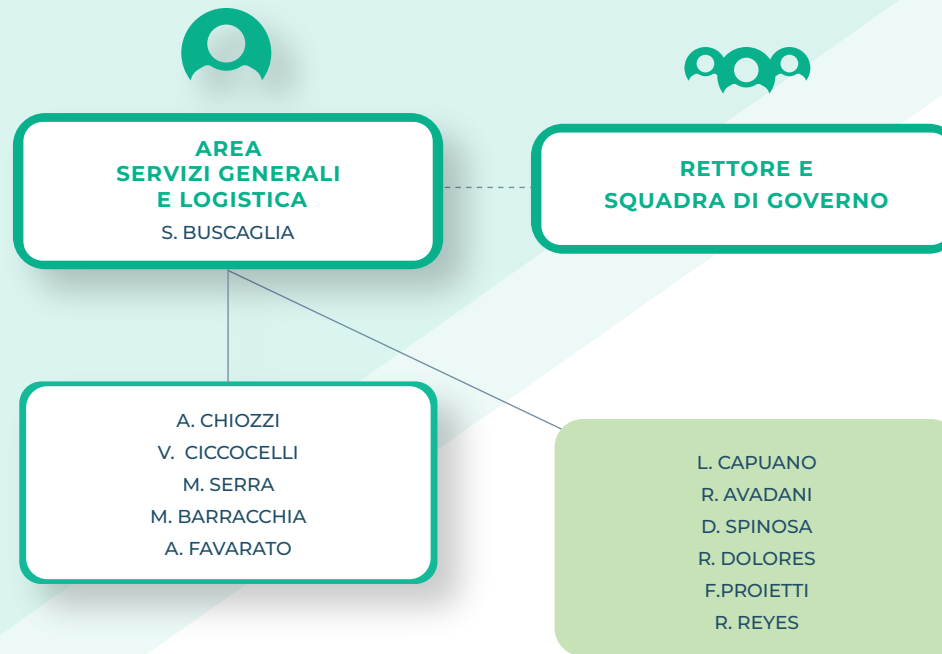 AREA
SERVIZI GENERALI
E LOGISTICA
S. BUSCAGLIA
RETTORE E
SQUADRA DI GOVERNO
A. CHIOZZI
V. CICCOCELLI
M. SERRA
M. BARRACCHIA
A. FAVARATO
L. CAPUANO
R. AVADANI
D. SPINOSA
R. DOLORES
F.PROIETTI
R. REYES